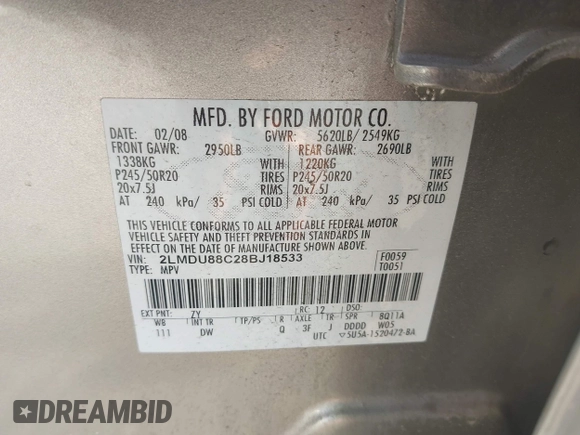 MFD. BY FORD MOTOR CO.
DATE: 02/08 GVWR: 5620LB/ 2549KG
FRONT GAWR: 2950LB REAR GAWR: 2690LB
1338KG WITH 1220KG WITH
P245/50R20 TIRES P245/50R20 TIRES
20x7.5J RIMS 20x7.5J RIMS
AT 240 kPa/ 35 PSI COLD AT 240 kPa/ 35 PSI COLD
THIS VEHICLE CONFORMS TO ALL APPLICABLE FEDERAL MOTOR
VEHICLE SAFETY AND THEFT PREVENTION STANDARDS IN
EFFECT ON THE DATE OF MANUFACTURE SHOWN ABOVE.
VIN: 2LMDU88C28BJ18533 F0059
TYPE: MPV T0051
EXT PNT: ZY RC: 12 DSO:
WB INT TR TP/PS R AXLE TR SPR 8Q11A
111 DW Q 3F J DDDD W05
UTC ▽5U5A-1520472-BA
DREAMBID